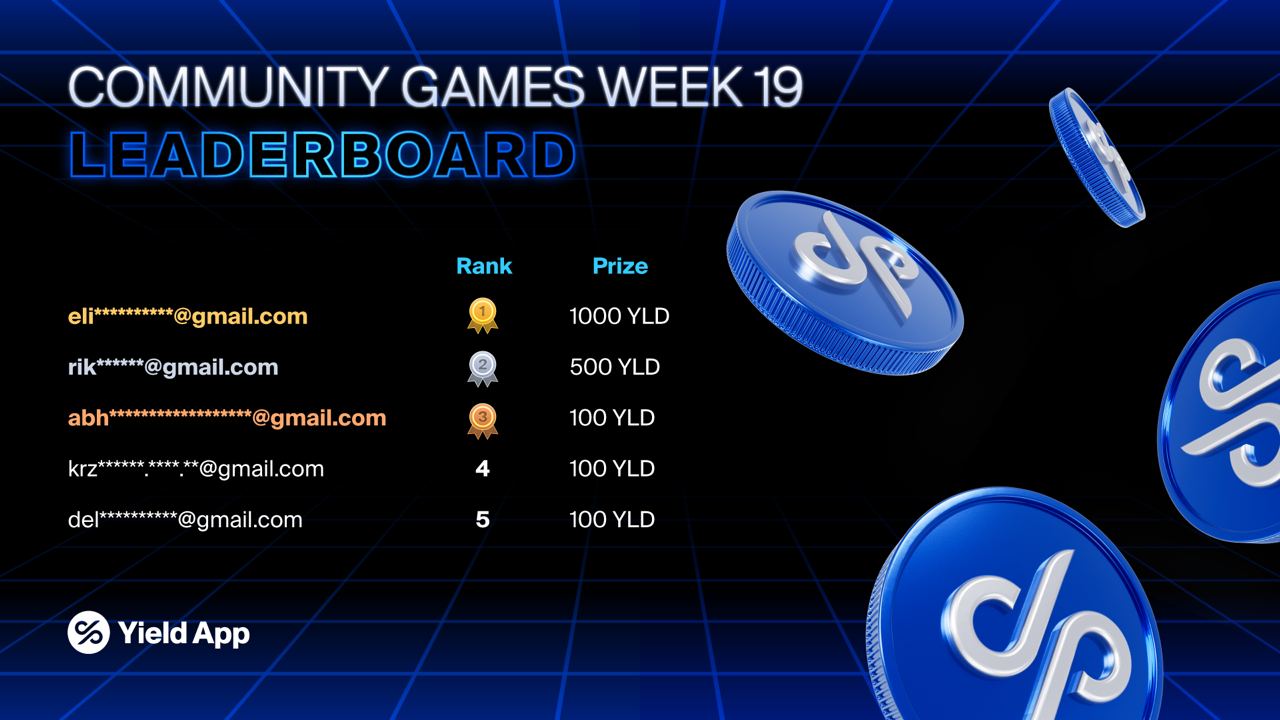 COMMUNITY GAMES WEEK 19
LEADERBOARD
Rank Prize
eli**********@gmail.com 1 1000 YLD
rik******@gmail.com 2 500 YLD
abh******************@gmail.com 3 100 YLD
krz******.****.**@gmail.com 4 100 YLD
del**********@gmail.com 5 100 YLD
Yield App